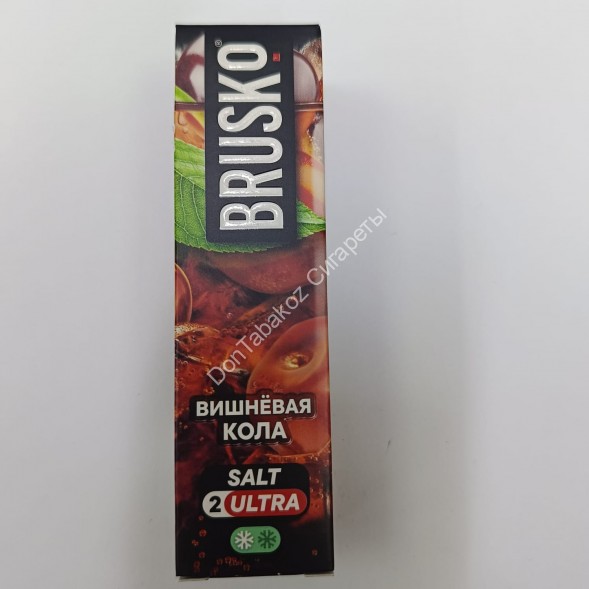 BRUSKO®
ВИШНЁВАЯ
КОЛА
SALT
2 ULTRA
DonTabakoz Сигареты